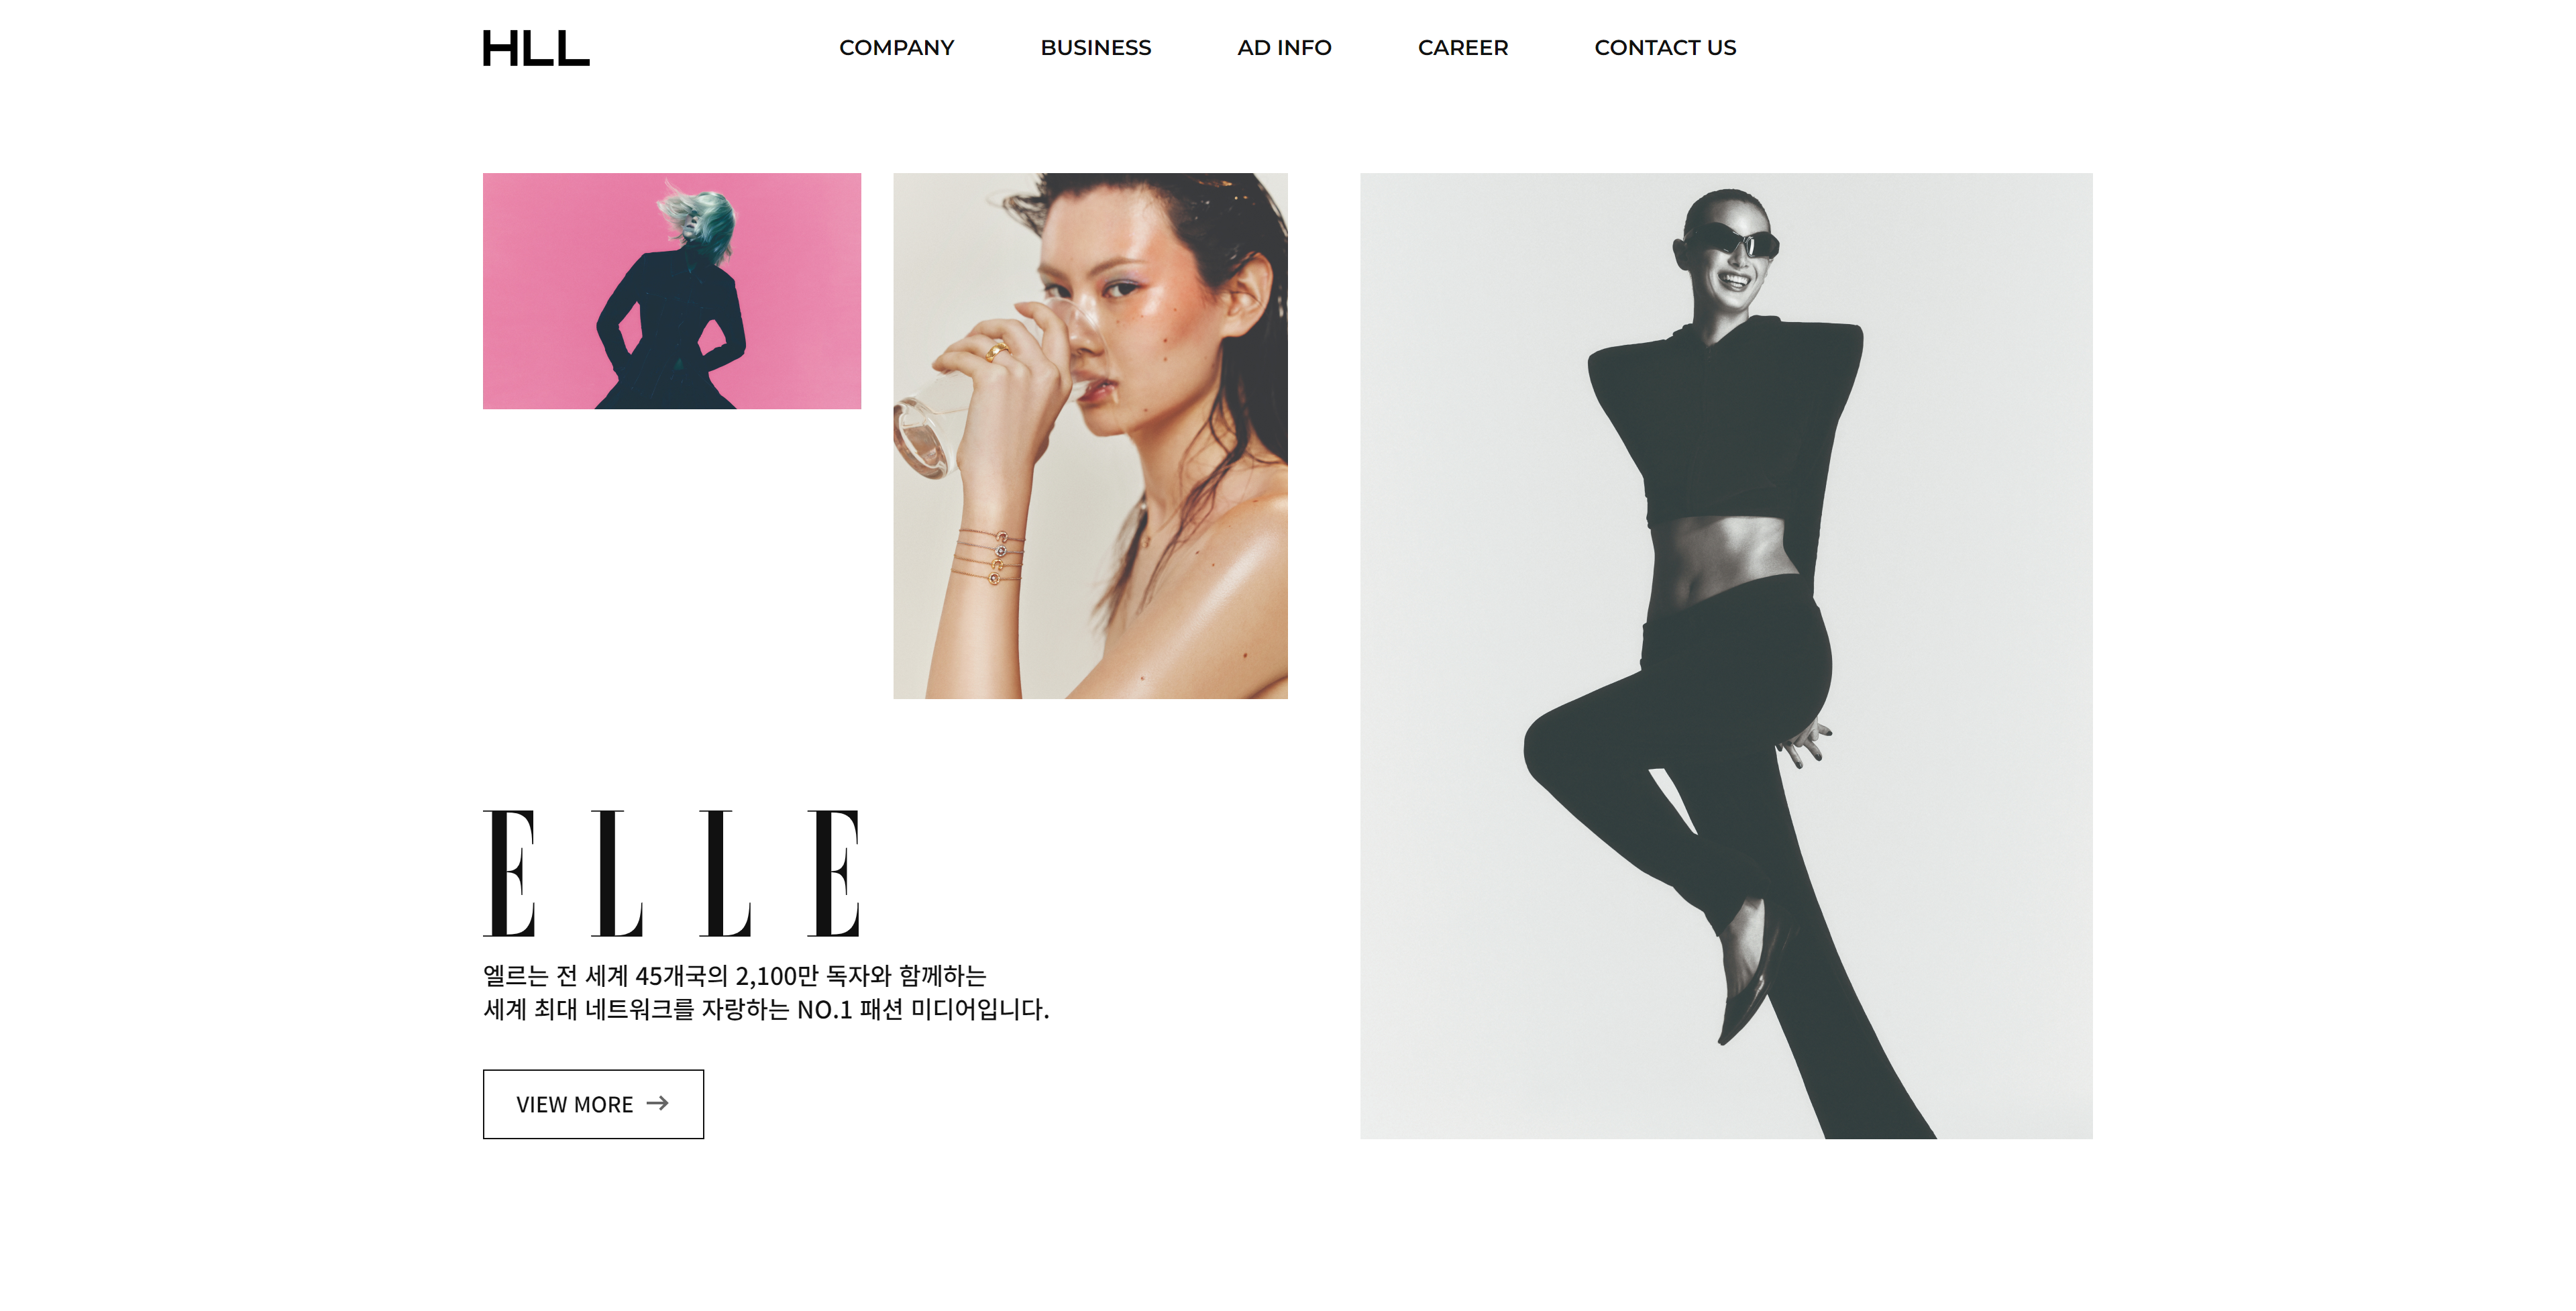 HLL
COMPANY
BUSINESS
AD INFO
CAREER
CONTACT US
ELLE
엘르는 전 세계 45개국의 2,100만 독자와 함께하는
세계 최대 네트워크를 자랑하는 NO.1 패션 미디어입니다.
VIEW MORE →